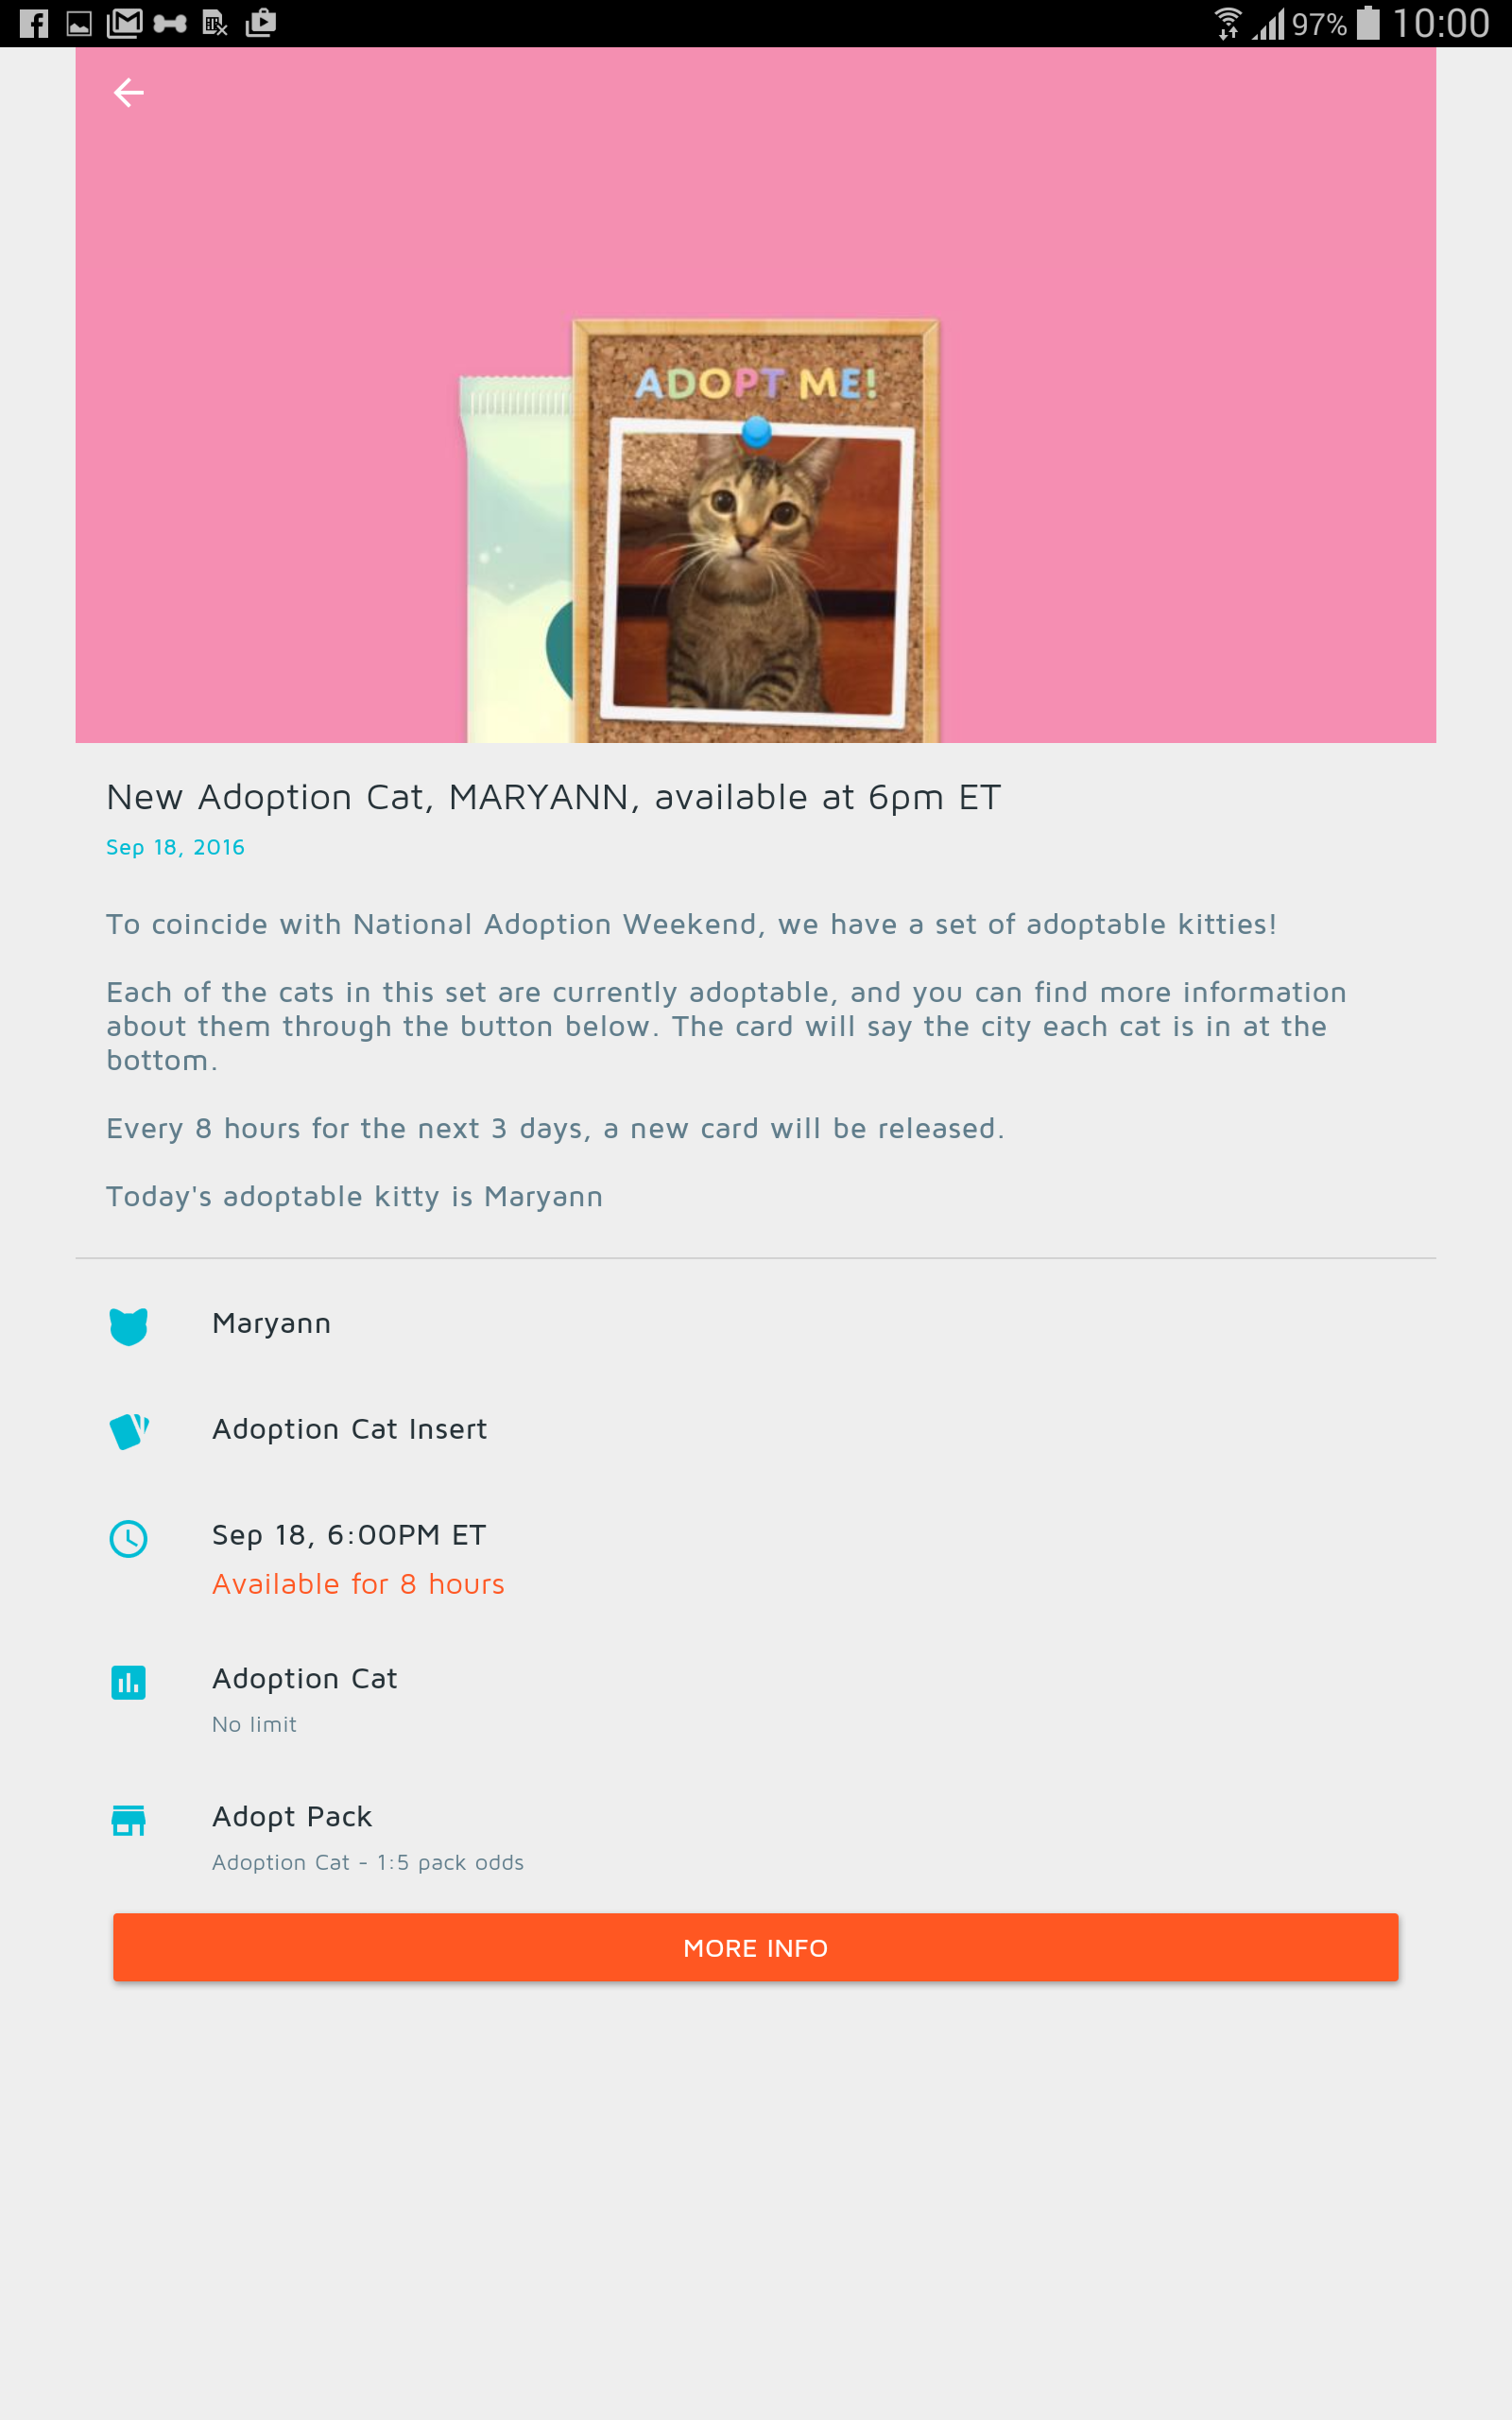 97% 10:00
ADOPT ME!
New Adoption Cat, MARYANN, available at 6pm ET
Sep 18, 2016
To coincide with National Adoption Weekend, we have a set of adoptable kitties!
Each of the cats in this set are currently adoptable, and you can find more information
about them through the button below. The card will say the city each cat is in at the
bottom.
Every 8 hours for the next 3 days, a new card will be released.
Today's adoptable kitty is Maryann
Maryann
Adoption Cat Insert
Sep 18, 6:00PM ET
Available for 8 hours
Adoption Cat
No limit
Adopt Pack
Adoption Cat - 1:5 pack odds
MORE INFO